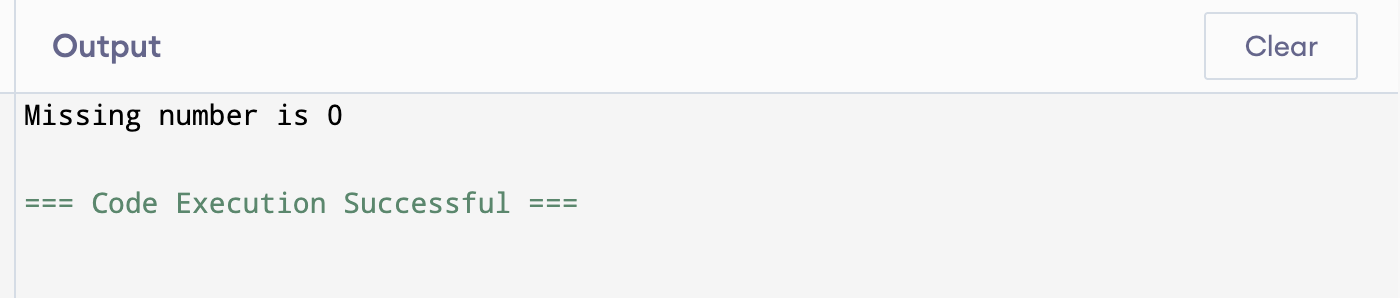 Output
Clear
Missing number is 0
=== Code Execution Successful ===